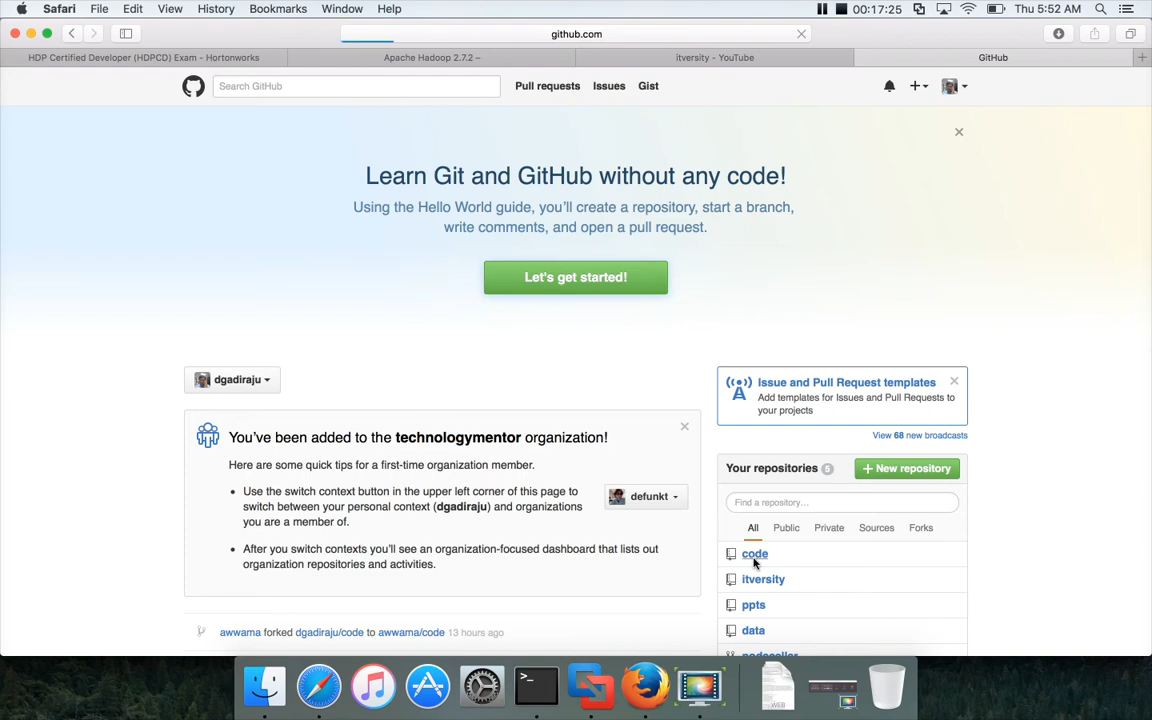 Safari File Edit View History Bookmarks Window Help 00:17:25 Thu 5:52 AM
github.com
HDP Certified Developer (HDPCD) Exam - Hortonworks Apache Hadoop 2.7.2 – itversity - YouTube GitHub
Search GitHub Pull requests Issues Gist
Learn Git and GitHub without any code!
Using the Hello World guide, you’ll create a repository, start a branch,
write comments, and open a pull request.
Let’s get started!
dgadiraju
You’ve been added to the technologymentor organization!
Here are some quick tips for a first-time organization member.
• Use the switch context button in the upper left corner of this page to
switch between your personal context (dgadiraju) and organizations
you are a member of.
defunkt
• After you switch contexts you’ll see an organization-focused dashboard that lists out
organization repositories and activities.
awwama forked dgadiraju/code to awwama/code 13 hours ago
Issue and Pull Request templates
Add templates for Issues and Pull Requests to
your projects
View 68 new broadcasts
Your repositories 5 New repository
Find a repository...
All Public Private Sources Forks
code
itversity
ppts
data